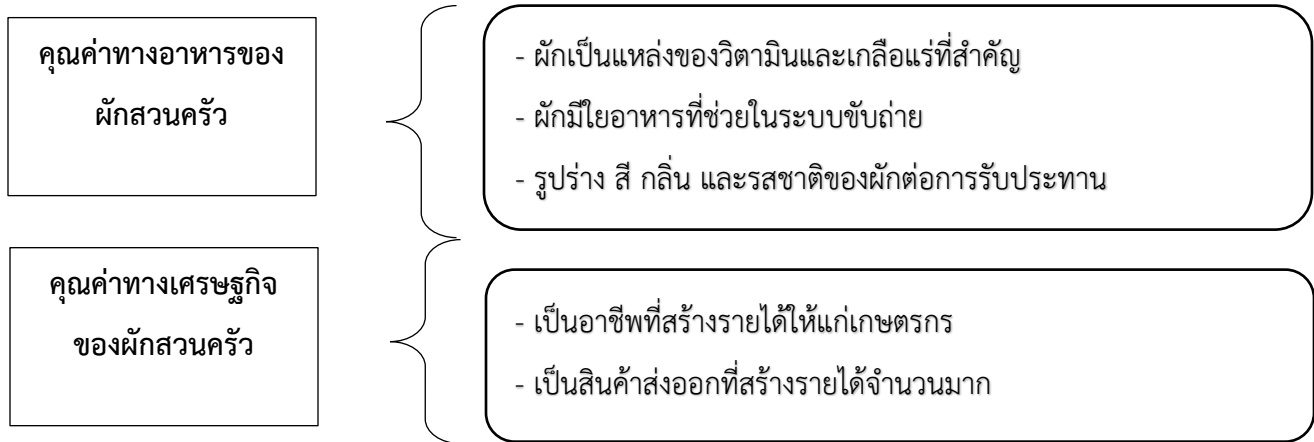 คุณค่าทางอาหารของ
ผักสวนครัว
- ผักเป็นแหล่งของวิตามินและเกลือแร่ที่สำคัญ
- ผักมีใยอาหารที่ช่วยในระบบขับถ่าย
- รูปร่าง สี กลิ่น และรสชาติของผักต่อการรับประทาน
คุณค่าทางเศรษฐกิจ
ของผักสวนครัว
- เป็นอาชีพที่สร้างรายได้ให้แก่เกษตรกร
- เป็นสินค้าส่งออกที่สร้างรายได้จำนวนมาก